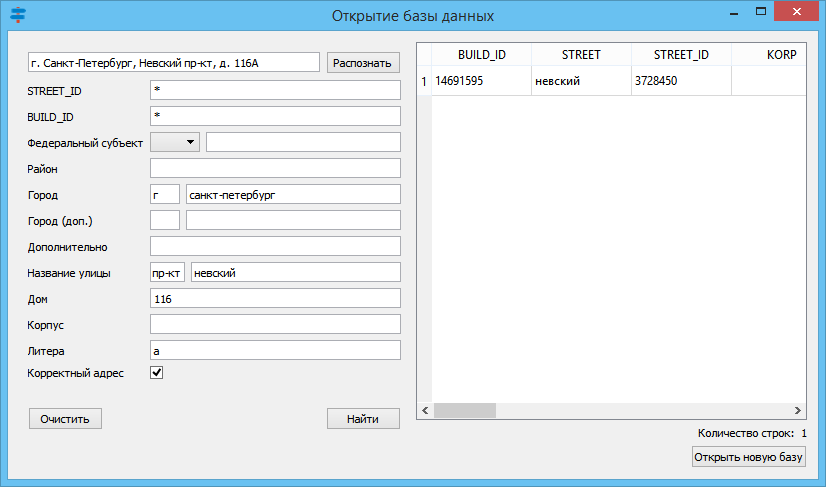 Открытие базы данных
г. Санкт-Петербург, Невский пр-кт, д. 116А Распознать
STREET_ID *
BUILD_ID *
Федеральный субъект
Район
Город г санкт-петербург
Город (доп.)
Дополнительно
Название улицы пр-кт невский
Дом 116
Корпус
Литера а
Корректный адрес
Очистить Найти
BUILD_ID STREET STREET_ID KORP
1 14691595 невский 3728450
Количество строк: 1
Открыть новую базу